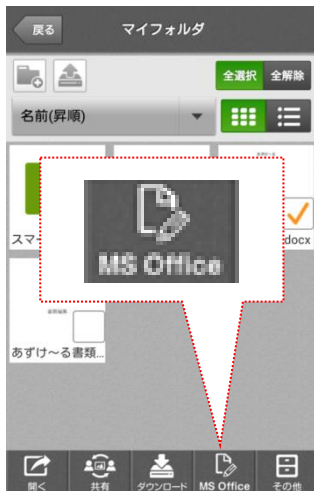 戻る
マイフォルダ
全選択
全解除
名前(昇順)
スマー
docx
MS Office
あずけ～る書類...
開く
共有
ダウンロード
MS Office
その他